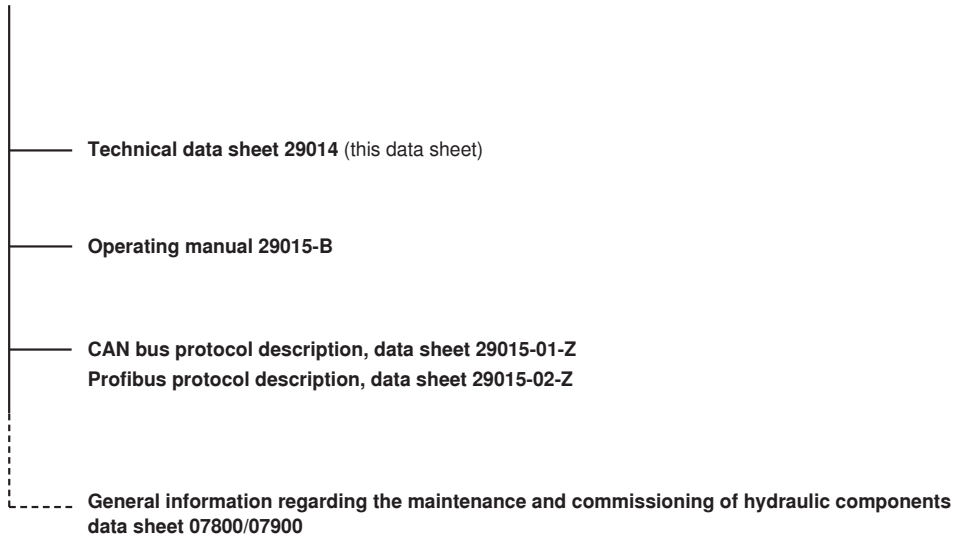 Technical data sheet 29014 (this data sheet)
Operating manual 29015-B
CAN bus protocol description, data sheet 29015-01-Z
Profibus protocol description, data sheet 29015-02-Z
General information regarding the maintenance and commissioning of hydraulic components
data sheet 07800/07900